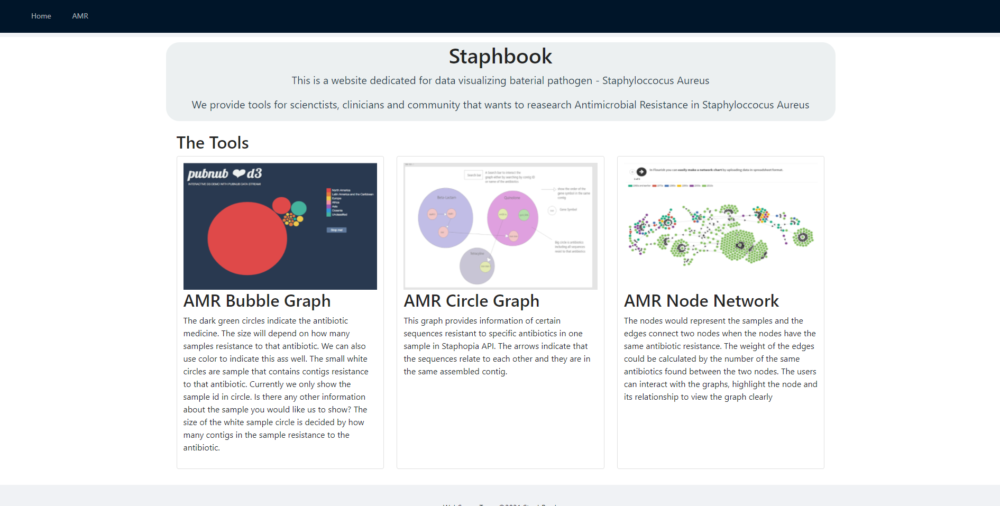 Home
AMR
Staphbook
This is a website dedicated for data visualizing baterial pathogen - Staphyloccocus Aureus
We provide tools for scienctists, clinicians and community that wants to reasearch Antimicrobial Resistance in Staphyloccocus Aureus
The Tools
pubnub d3
INTERACTIVE D3 DEMO WITH PUBNUB DATA STREAM!
North America
Latin America and the Caribbean
Europe
Africa
Asia
Oceania
Unclassified
Stop me!
AMR Bubble Graph
The dark green circles indicate the antibiotic
medicine. The size will depend on how many
samples resistance to that antibiotic. We can also
use color to indicate this ass well. The small white
circles are sample that contains contigs resistance
to that antibiotic. Currently we only show the
sample id in circle. Is there any other information
about the sample you would like us to show? The
size of the white sample circle is decided by how
many contigs in the sample resistance to the
antibiotic.
Search bar
A Search bar to interact the
graph either by searching by contig ID
or name of the antibiotics
show the order of the
gene symbol in the same
contig
Gene Symbol
Beta-Lactam
Quinolone
Tetracyline
Big circle is antibiotics
including all sequences
resist to that antibiotics
AMR Circle Graph
This graph provides information of certain
sequences resistant to specific antibiotics in one
sample in Staphopia API. The arrows indicate that
the sequences relate to each other and they are in
the same assembled contig.
In Flourish you can easily make a network chart by uploading data in spreadsheet format.
1 of 5
1960s and earlier 1970s 1980s 1990s 2000s 2010s
AMR Node Network
The nodes would represent the samples and the
edges connect two nodes when the nodes have the
same antibiotic resistance. The weight of the edges
could be calculated by the number of the same
antibiotics found between the two nodes. The users
can interact with the graphs, highlight the node and
its relationship to view the graph clearly